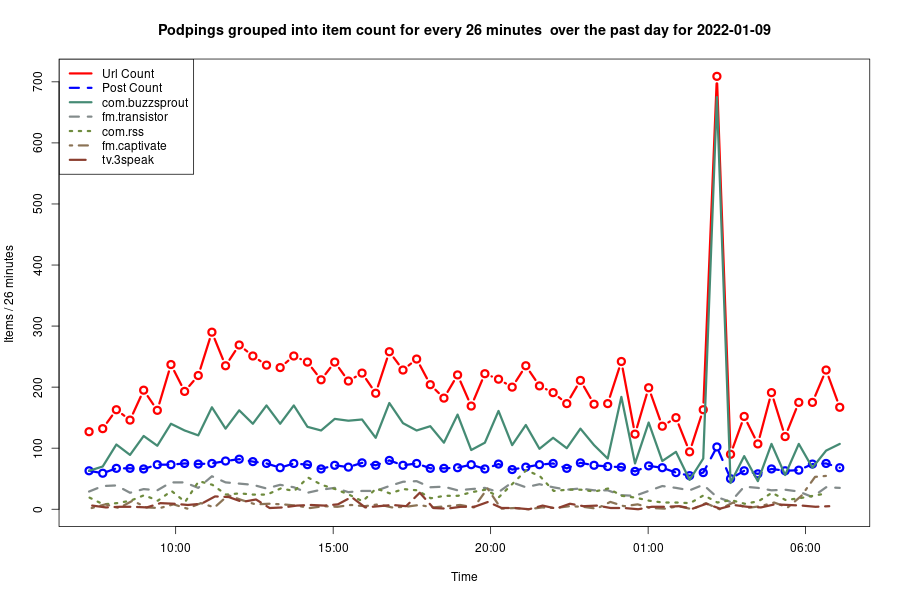 Podpings grouped into item count for every 26 minutes  over the past day for 2022-01-09
Url Count
Post Count
com.buzzsprout
fm.transistor
com.rss
fm.captivate
tv.3speak
Items / 26 minutes
700
600
500
400
300
200
100
0
10:00 15:00 20:00 01:00 06:00
Time